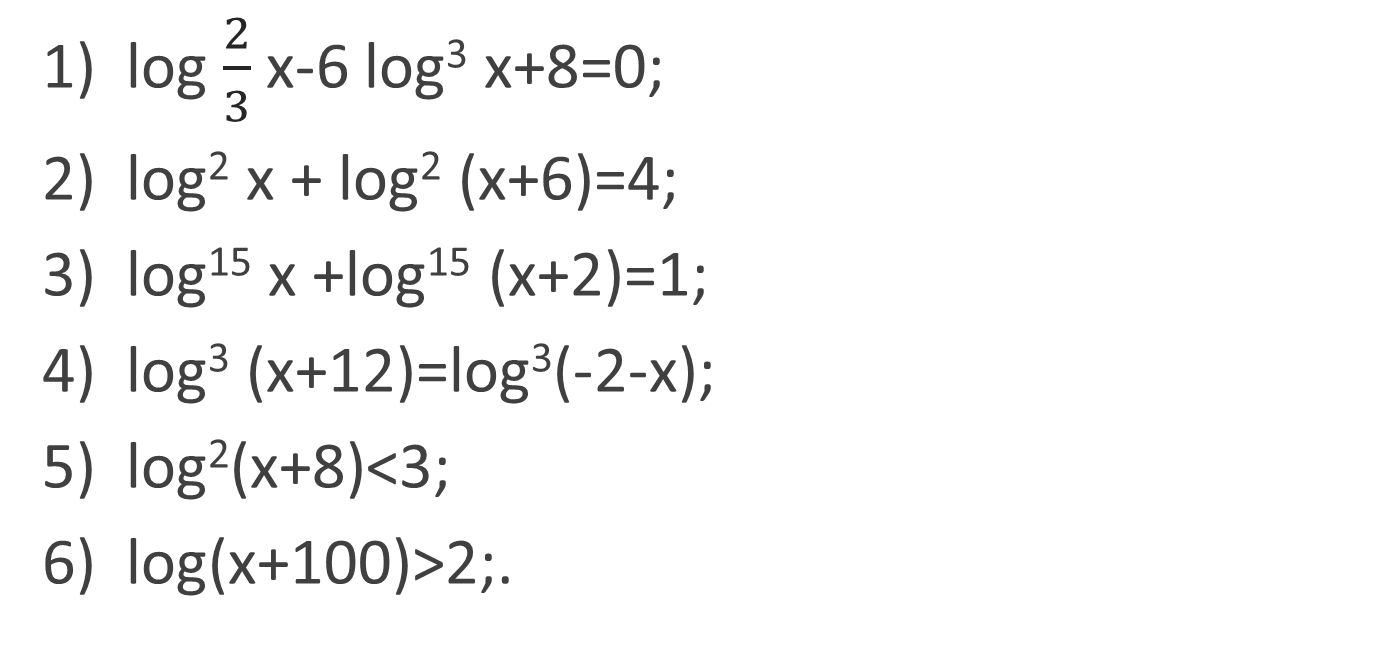 1) log 2/3 x-6 log³ x+8=0;
2) log² x + log² (x+6)=4;
3) log¹⁵ x +log¹⁵ (x+2)=1;
4) log³ (x+12)=log³(-2-x);
5) log²(x+8)<3;
6) log(x+100)>2;.